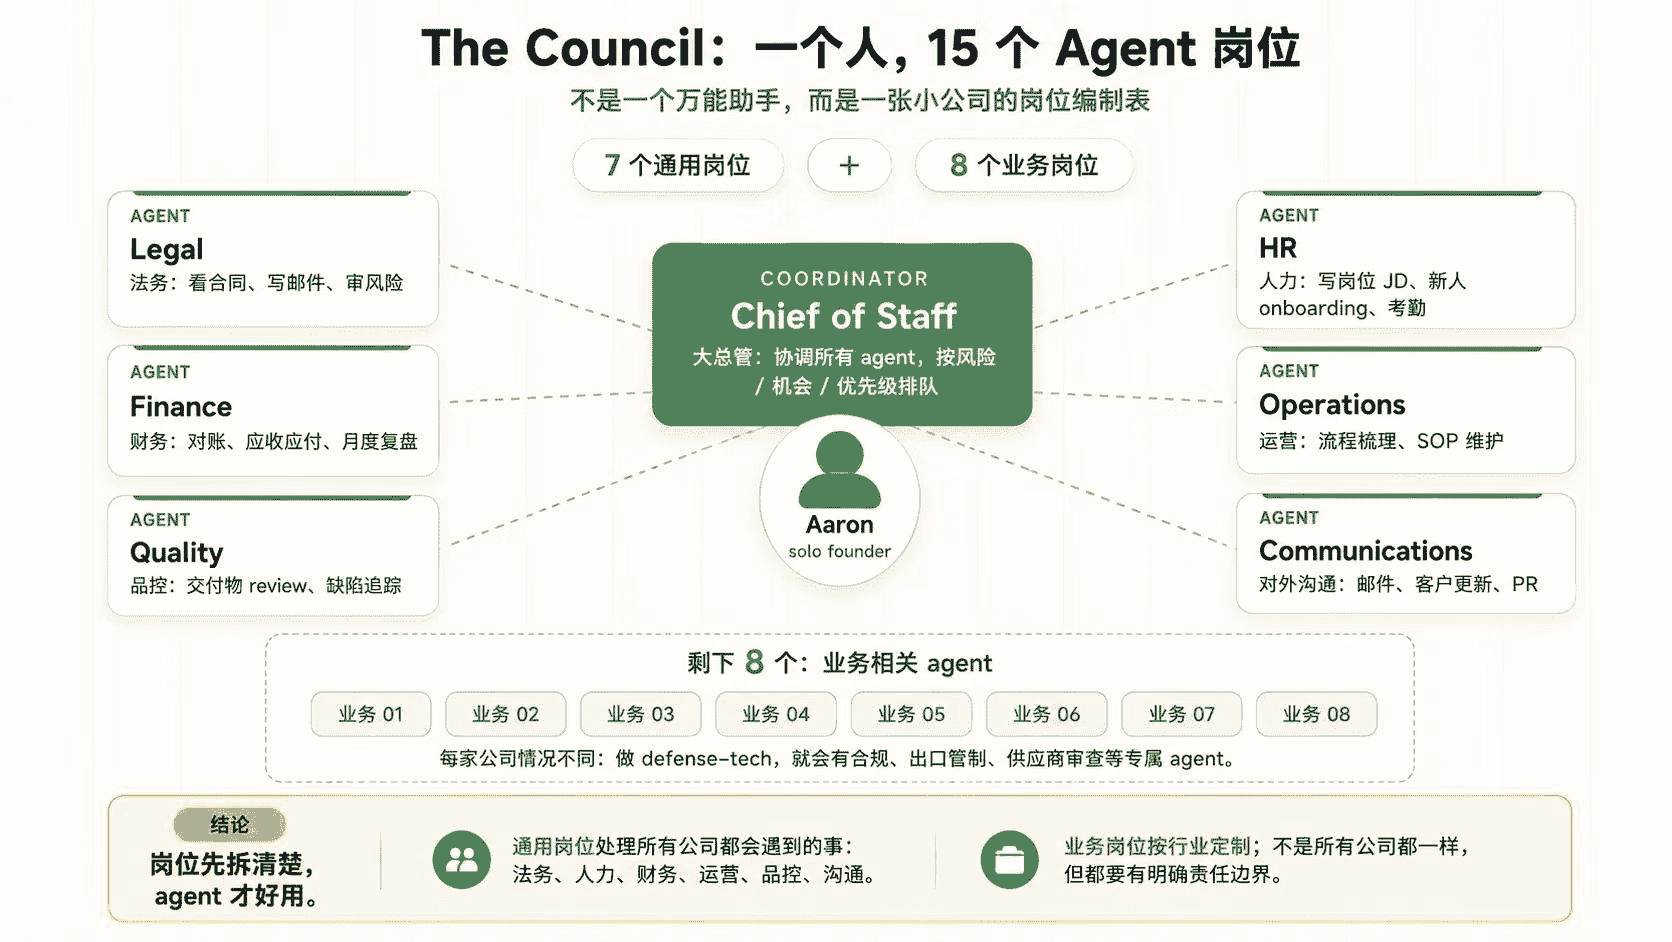 The Council：一个人，15 个 Agent 岗位
不是一个万能助手，而是一张小公司的岗位编制表
7 个通用岗位
+
8 个业务岗位
AGENT
Legal
法务：看合同、写邮件、审风险
AGENT
Finance
财务：对账、应收应付、月度复盘
AGENT
Quality
品控：交付物 review、缺陷追踪
COORDINATOR
Chief of Staff
大总管：协调所有 agent，按风险
/ 机会 / 优先级排队
Aaron
solo founder
AGENT
HR
人力：写岗位 JD、新人
onboarding、考勤
AGENT
Operations
运营：流程梳理、SOP 维护
AGENT
Communications
对外沟通：邮件、客户更新、PR
剩下 8 个：业务相关 agent
业务 01
业务 02
业务 03
业务 04
业务 05
业务 06
业务 07
业务 08
每家公司情况不同：做 defense-tech，就会有合规、出口管制、供应商审查等专属 agent。
结论
岗位先拆清楚，
agent 才好用。
通用岗位处理所有公司都会遇到的事：
法务、人力、财务、运营、品控、沟通。
业务岗位按行业定制；不是所有公司都一样，
但都要有明确责任边界。